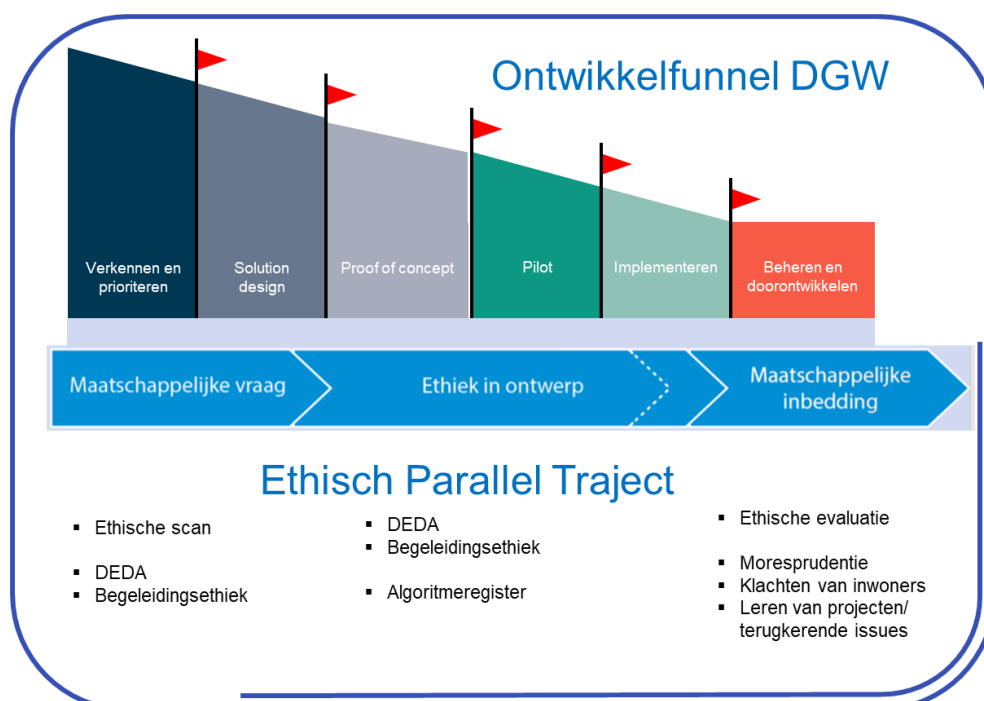 Ontwikkelfunnel DGW
Verkennen en
prioriteren
Solution
design
Proof of concept
Pilot
Implementeren
Beheren en
doorontwikkelen
Maatschappelijke vraag
Ethiek in ontwerp
Maatschappelijke
inbedding
Ethisch Parallel Traject
▪ Ethische scan
▪ DEDA
▪ Begeleidingsethiek
▪ DEDA
▪ Begeleidingsethiek
▪ Algoritmeregister
▪ Ethische evaluatie
▪ Moresprudentie
▪ Klachten van inwoners
▪ Leren van projecten/
terugkerende issues